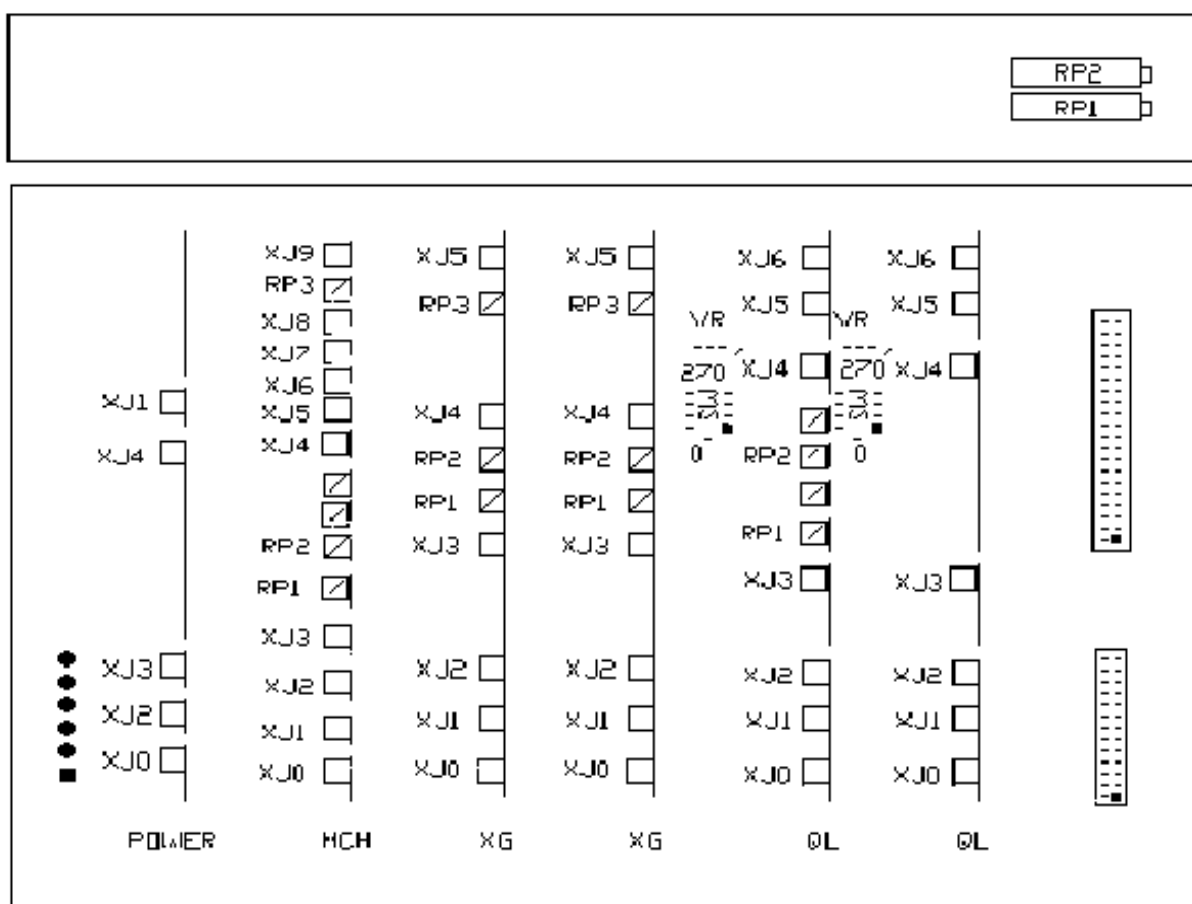 RP2
RP1
XJ9 XJ5 XJ5 XJ6 XJ6
RP3
XJ8 RP3 RP3 VR XJ5 VR XJ5
XJ7
XJ6 270 XJ4 270 XJ4
XJ1 XJ5 XJ4 XJ4
XJ4 XJ4 RP2 RP2 0 RP2 0
RP1 RP1
RP2 XJ3 XJ3 RP1
RP1 XJ3 XJ3
XJ3
XJ3 XJ2 XJ2 XJ2 XJ2 XJ2
XJ2 XJ1 XJ1 XJ1 XJ1 XJ1
XJ0 XJ0 XJ0 XJ0 XJ0 XJ0
POWER MCH XG XG QL QL